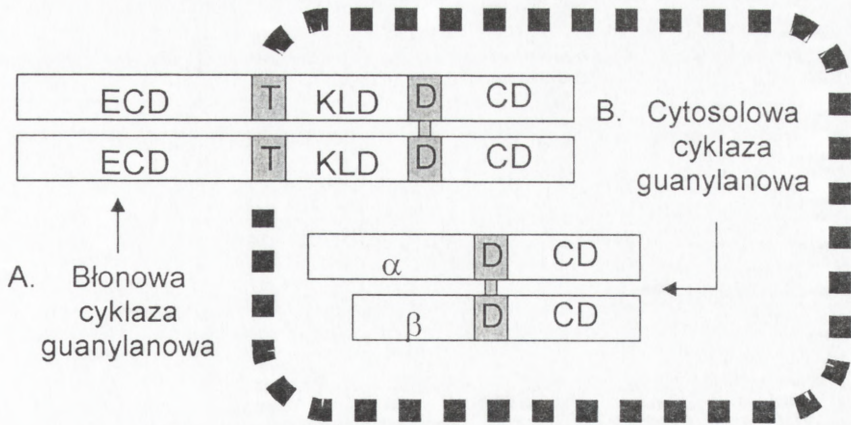 ECD T KLD D CD
ECD T KLD D CD
A. Błonowa
cyklaza
guanylanowa
B. Cytosolowa
cyklaza
guanylanowa
α D CD
β D CD